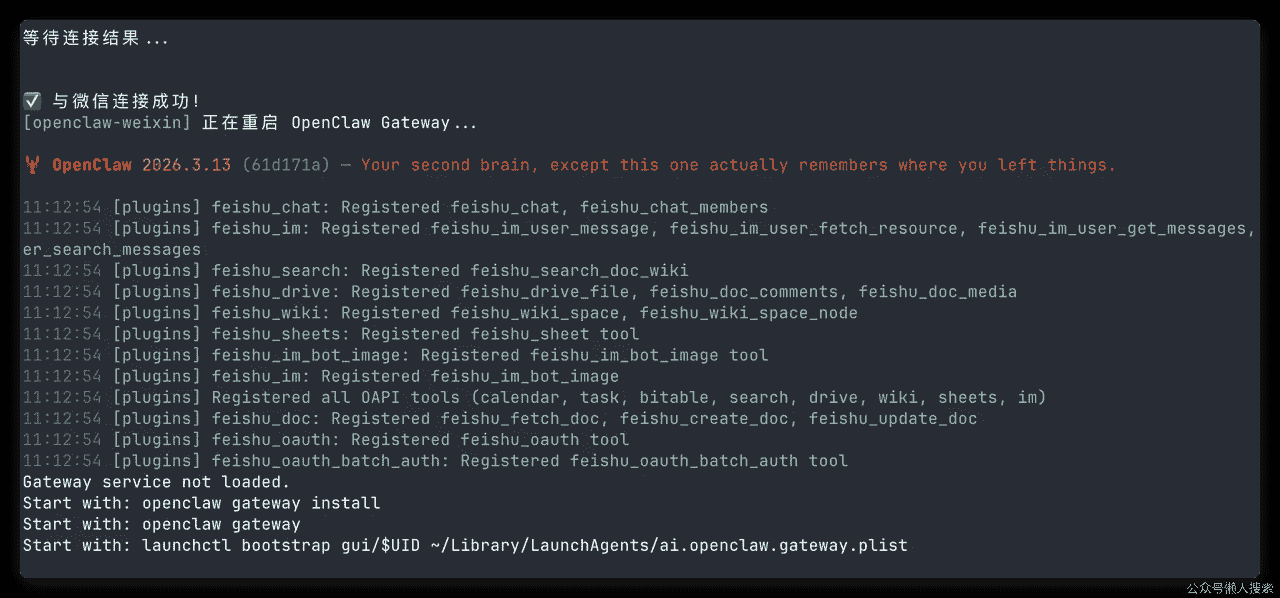 等待连接结果...
与微信连接成功!
[openclaw-weixin] 正在重启 OpenClaw Gateway...
OpenClaw 2026.3.13 (61d171a) — Your second brain, except this one actually remembers where you left things.
11:12:54 [plugins] feishu_chat: Registered feishu_chat, feishu_chat_members
11:12:54 [plugins] feishu_im: Registered feishu_im_user_message, feishu_im_user_fetch_resource, feishu_im_user_get_messages,
er_search_messages
11:12:54 [plugins] feishu_search: Registered feishu_search_doc_wiki
11:12:54 [plugins] feishu_drive: Registered feishu_drive_file, feishu_doc_comments, feishu_doc_media
11:12:54 [plugins] feishu_wiki: Registered feishu_wiki_space, feishu_wiki_space_node
11:12:54 [plugins] feishu_sheets: Registered feishu_sheet tool
11:12:54 [plugins] feishu_im_bot_image: Registered feishu_im_bot_image tool
11:12:54 [plugins] feishu_im: Registered feishu_im_bot_image
11:12:54 [plugins] Registered all OAPI tools (calendar, task, bitable, search, drive, wiki, sheets, im)
11:12:54 [plugins] feishu_doc: Registered feishu_fetch_doc, feishu_create_doc, feishu_update_doc
11:12:54 [plugins] feishu_oauth: Registered feishu_oauth tool
11:12:54 [plugins] feishu_oauth_batch_auth: Registered feishu_oauth_batch_auth tool
Gateway service not loaded.
Start with: openclaw gateway install
Start with: openclaw gateway
Start with: launchctl bootstrap gui/$UID ~/Library/LaunchAgents/ai.openclaw.gateway.plist
公众号懒人搜索